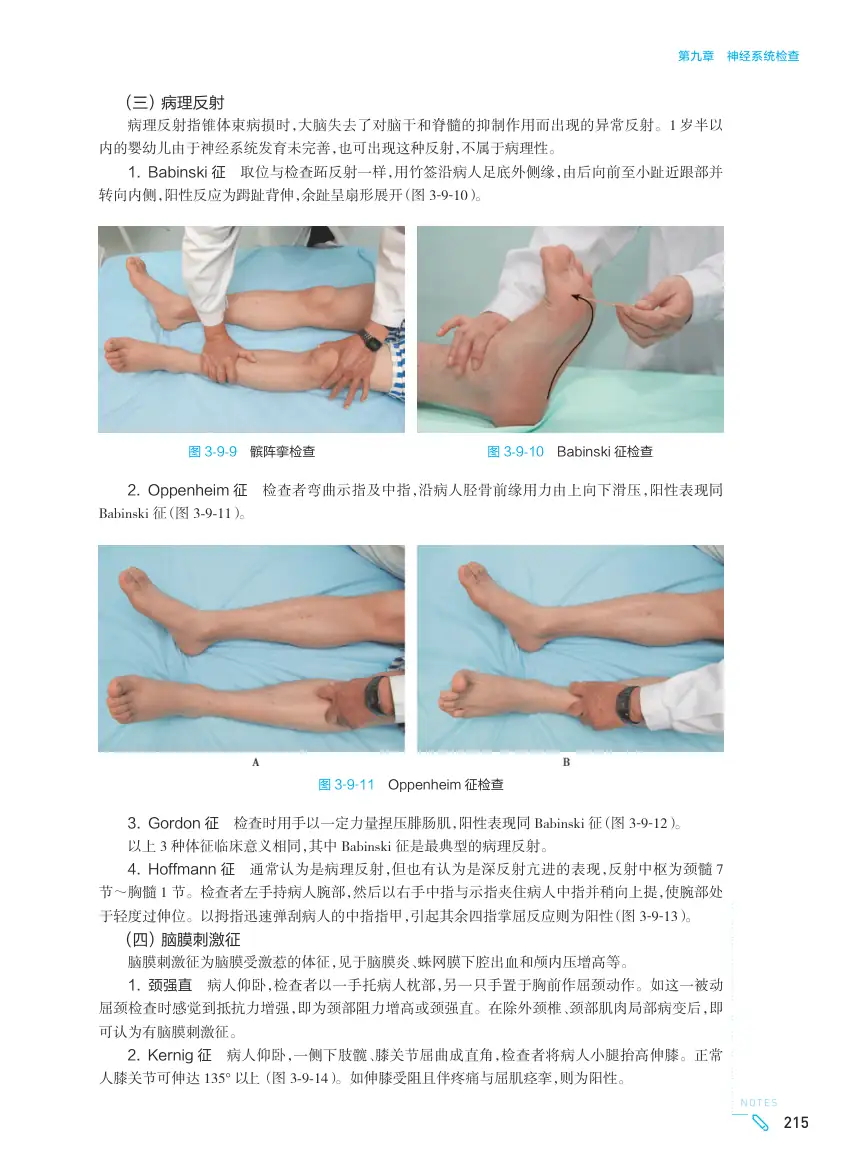 第九章 神经系统检查
（三）病理反射
病理反射指锥体束病损时，大脑失去了对脑干和脊髓的抑制作用而出现的异常反射。1 岁半以
内的婴幼儿由于神经系统发育未完善，也可出现这种反射，不属于病理性。
1. Babinski 征 取位与检查跖反射一样，用竹签沿病人足底外侧缘，由后向前至小趾近跟部并
转向内侧，阳性反应为踇趾背伸，余趾呈扇形展开（图 3-9-10）。
图 3-9-9 髌阵挛检查
图 3-9-10 Babinski 征检查
2. Oppenheim 征 检查者弯曲示指及中指，沿病人胫骨前缘用力由上向下滑压，阳性表现同
Babinski 征（图 3-9-11）。
A
B
图 3-9-11 Oppenheim 征检查
3. Gordon 征 检查时用手以一定力量捏压腓肠肌，阳性表现同 Babinski 征（图 3-9-12）。
以上 3 种体征临床意义相同，其中 Babinski 征是最典型的病理反射。
4. Hoffmann 征 通常认为是病理反射，但也有认为是深反射亢进的表现，反射中枢为颈髓 7
节～胸髓 1 节。检查者左手持病人腕部，然后以右手中指与示指夹住病人中指并稍向上提，使腕部处
于轻度过伸位。以拇指迅速弹刮病人的中指指甲，引起其余四指掌屈反应则为阳性（图 3-9-13）。
（四）脑膜刺激征
脑膜刺激征为脑膜受激惹的体征，见于脑膜炎、蛛网膜下腔出血和颅内压增高等。
1. 颈强直 病人仰卧，检查者以一手托病人枕部，另一只手置于胸前作屈颈动作。如这一被动
屈颈检查时感觉到抵抗力增强，即为颈部阻力增高或颈强直。在除外颈椎、颈部肌肉局部病变后，即
可认为有脑膜刺激征。
2. Kernig 征 病人仰卧，一侧下肢髋、膝关节屈曲成直角，检查者将病人小腿抬高伸膝。正常
人膝关节可伸达 135° 以上（图 3-9-14）。如伸膝受阻且伴疼痛与屈肌痉挛，则为阳性。
NOTES
215